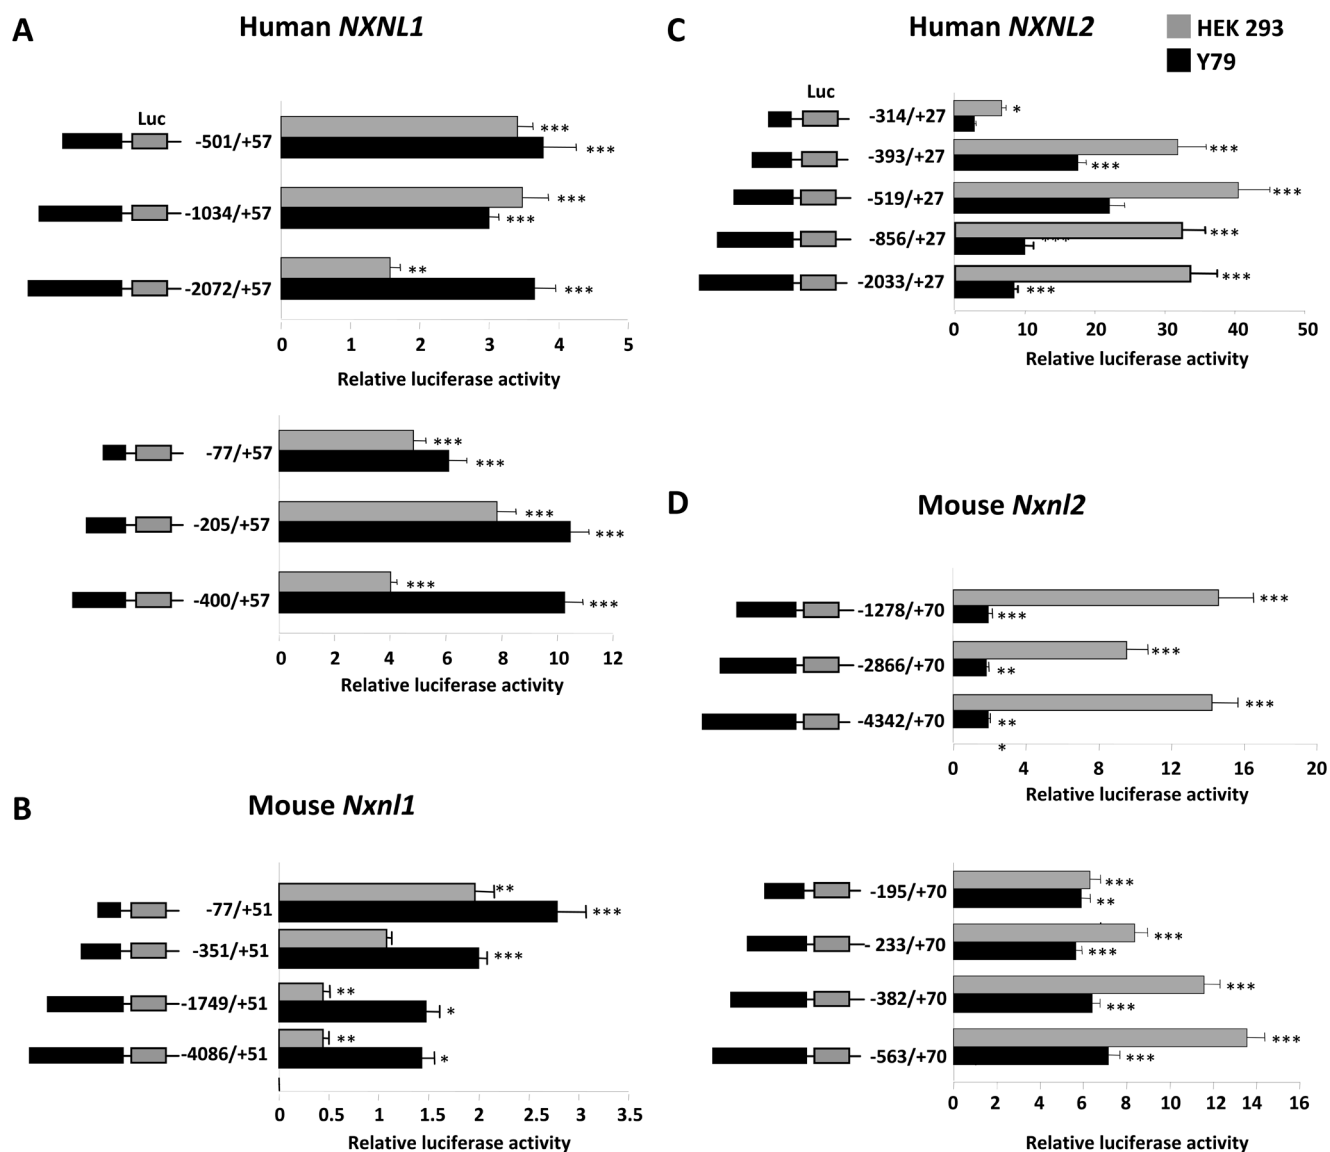 A
Human NXNL1
Luc
-501/+57
***
***
-1034/+57
***
***
-2072/+57
**
***
0 1 2 3 4 5
Relative luciferase activity
-77/+57
***
***
-205/+57
***
***
-400/+57
***
***
0 2 4 6 8 10 12
Relative luciferase activity
B
Mouse Nxnl1
-77/+51
**
***
-351/+51
***
-1749/+51
**
*
-4086/+51
**
*
0 0.5 1 1.5 2 2.5 3 3.5
Relative luciferase activity
C
Human NXNL2
HEK 293
Y79
Luc
-314/+27
*
-393/+27
***
***
-519/+27
***
-856/+27
***
***
-2033/+27
***
***
0 10 20 30 40 50
Relative luciferase activity
D
Mouse Nxnl2
-1278/+70
***
***
-2866/+70
***
**
-4342/+70
***
**
*
0 4 8 12 16 20
Relative luciferase activity
-195/+70
***
**
- 233/+70
***
***
-382/+70
***
***
-563/+70
***
***
0 2 4 6 8 10 12 14 16
Relative luciferase activity